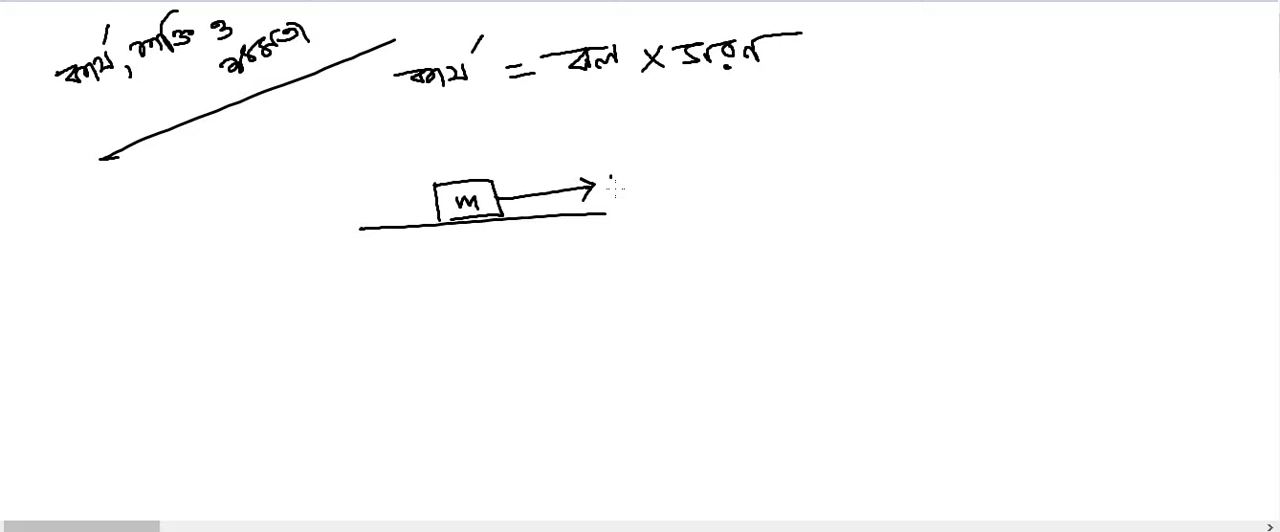 কার্য, শক্তি ও
ক্ষমতা
কার্য = বল × সরণ
m